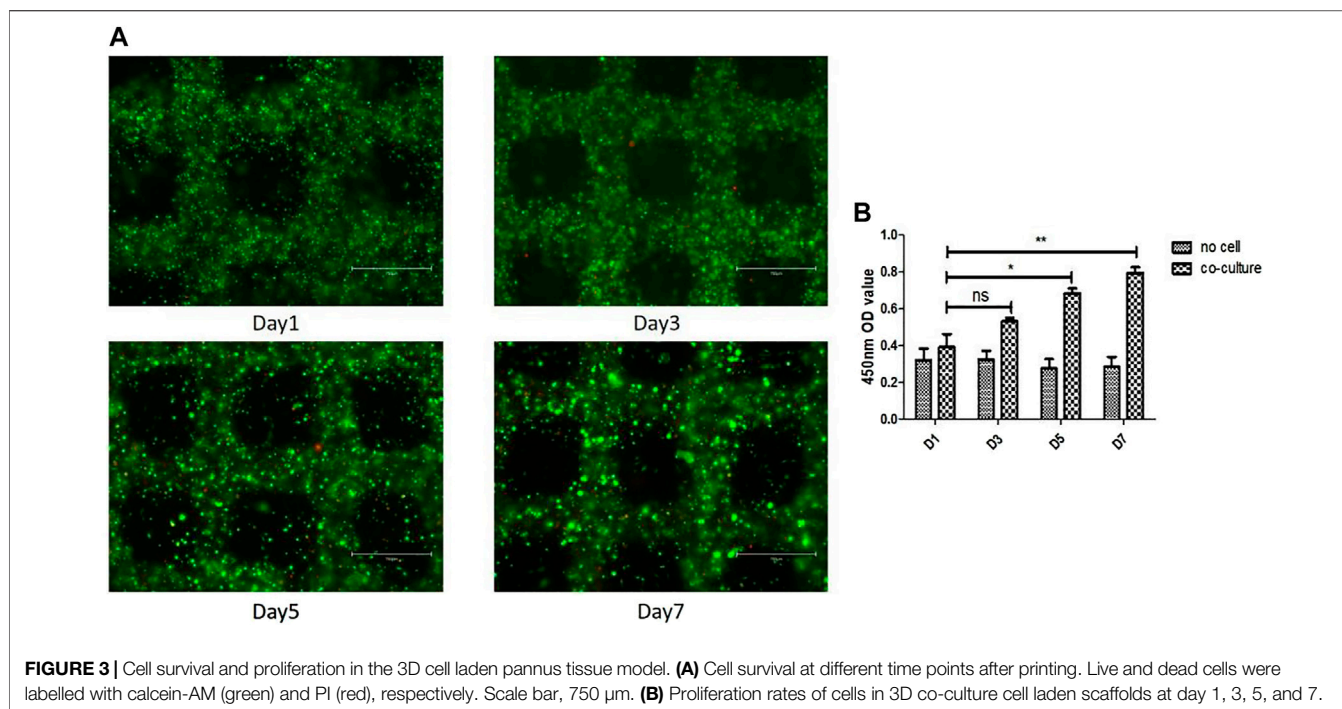 A
Day1
Day3
Day5
Day7
B
450nm OD value
1.0
0.8
0.6
0.4
0.2
0.0
ns
*
**
D1
D3
D5
D7
no cell
co-culture
FIGURE 3 | Cell survival and proliferation in the 3D cell laden pannus tissue model. (A) Cell survival at different time points after printing. Live and dead cells were
labelled with calcein-AM (green) and PI (red), respectively. Scale bar, 750 µm. (B) Proliferation rates of cells in 3D co-culture cell laden scaffolds at day 1, 3, 5, and 7.